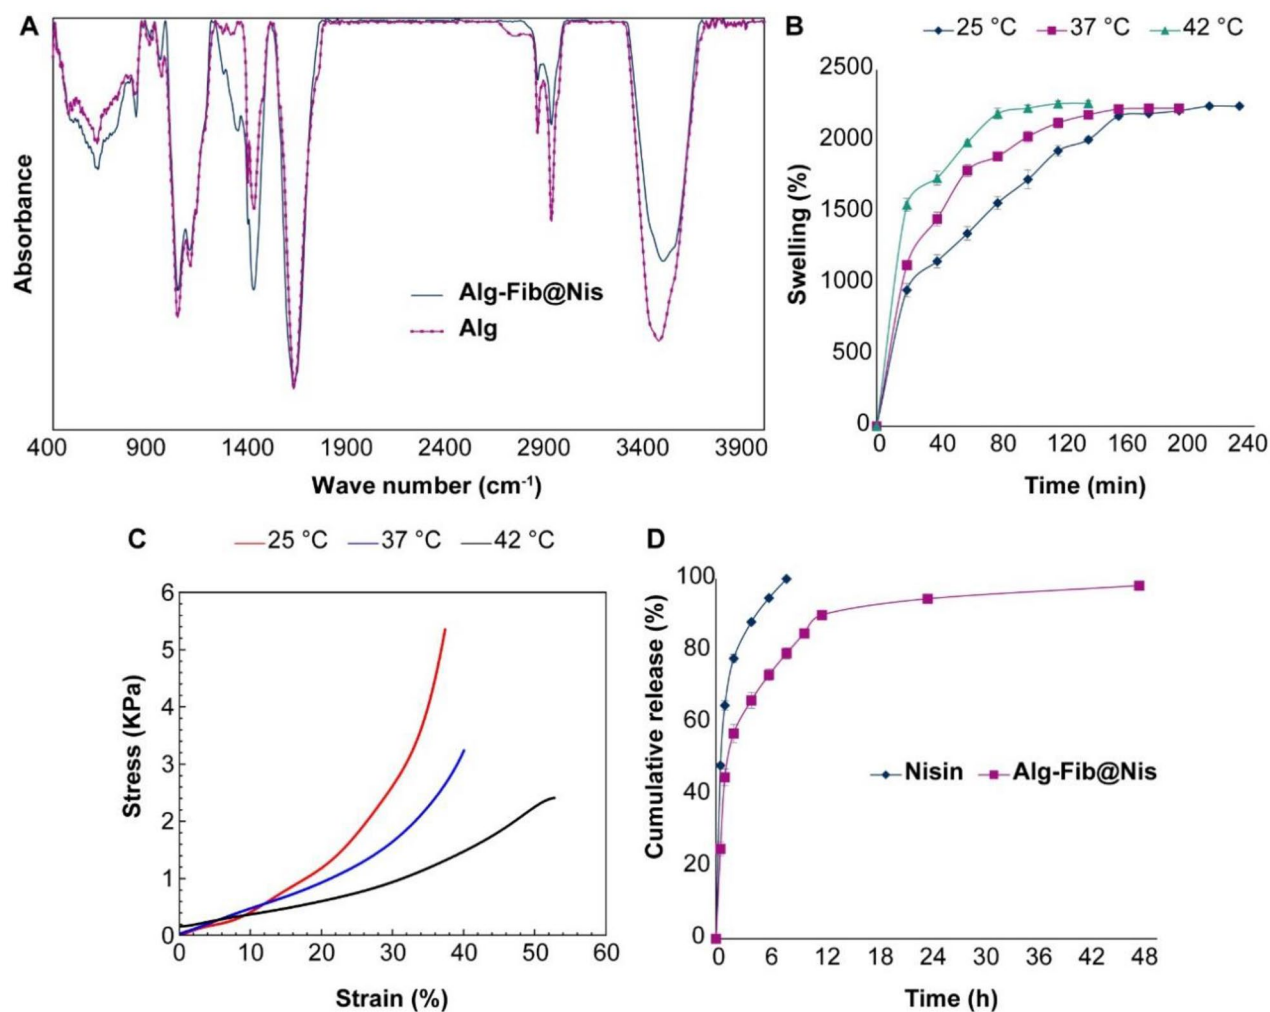 A
Absorbance
Alg-Fib@Nis
Alg
400 900 1400 1900 2400 2900 3400 3900
Wave number (cm⁻¹)
B
25 °C 37 °C 42 °C
Swelling (%)
2500
2000
1500
1000
500
0
0 40 80 120 160 200 240
Time (min)
C
25 °C 37 °C 42 °C
Stress (KPa)
6
5
4
3
2
1
0
0 10 20 30 40 50 60
Strain (%)
D
Cumulative release (%)
100
80
60
40
20
0
Nisin Alg-Fib@Nis
0 6 12 18 24 30 36 42 48
Time (h)